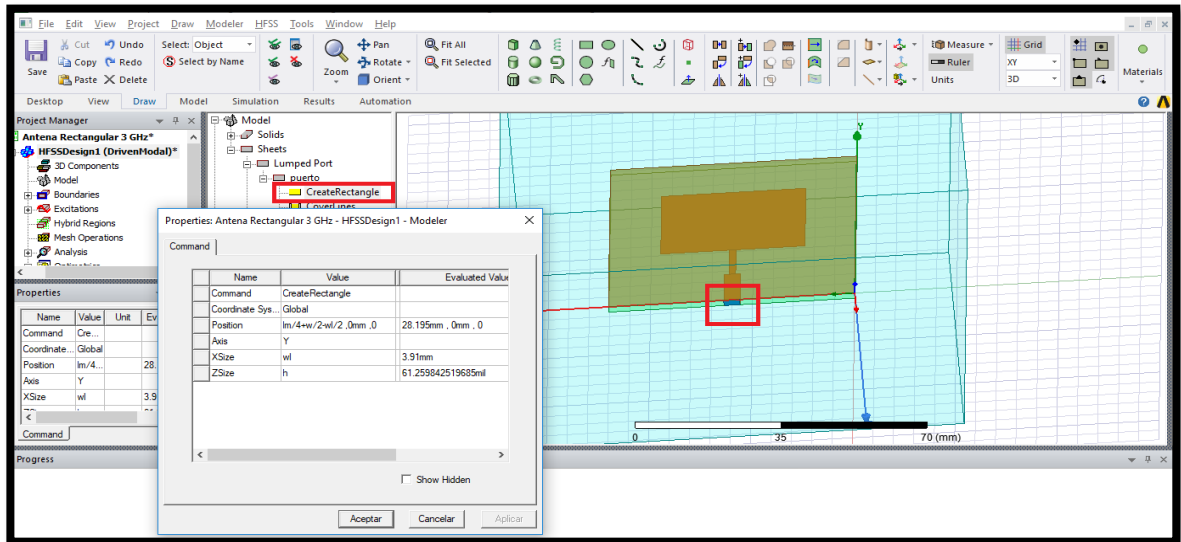 File Edit View Project Draw Modeler HFSS Tools Window Help
Save
Cut Undo
Copy Redo
Paste Delete
Select: Object
Select by Name
Zoom
Pan
Rotate
Orient
Fit All
Fit Selected
Measure
Ruler
Units
Grid
XY
3D
Materials
Desktop View Draw Model Simulation Results Automation
Project Manager
Antena Rectangular 3 GHz*
HFSSDesign1 (DrivenModal)*
3D Components
Model
Boundaries
Excitations
Hybrid Regions
Mesh Operations
Analysis
Model
Solids
Sheets
Lumped Port
puerto
CreateRectangle
CoverLines
Properties
Name Value Unit Ev
Command Cre...
Coordinate... Global
Position lm/4... 28.
Axis Y
XSize wl 3.9
Command
Properties: Antena Rectangular 3 GHz - HFSSDesign1 - Modeler
Command
Name Value Evaluated Value
Command CreateRectangle
Coordinate Sys... Global
Position lm/4+w/2-wl/2 ,0mm ,0 28.195mm , 0mm , 0
Axis Y
XSize wl 3.91mm
ZSize h 61.259842519685mil
Show Hidden
Aceptar Cancelar Aplicar
Y
0 35 70 (mm)
Progress